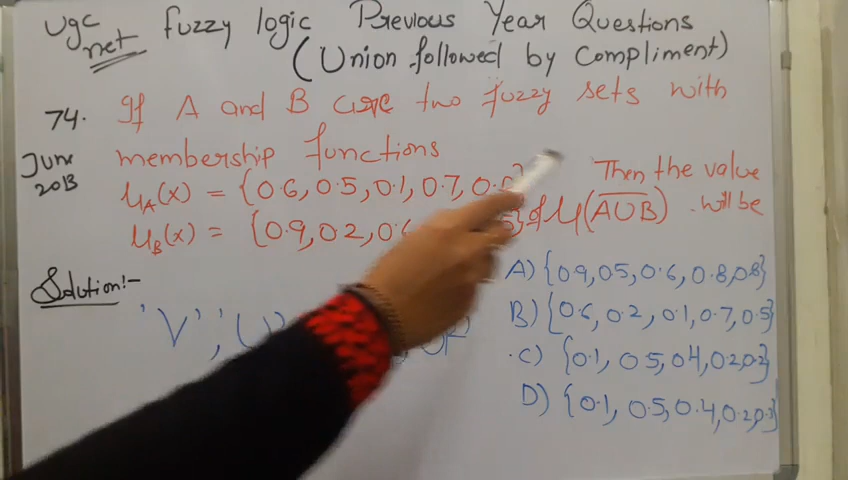 ugc net fuzzy logic Previous Year Questions
(Union followed by Compliment)
74. If A and B are two fuzzy sets with
June 2013 membership functions
μA(x) = {0.6, 0.5, 0.1, 0.7, 0.
μB(x) = {0.9, 0.2, 0.6
Then the value
of μ(A̅U̅B̅) will be
Solution:-
'V', 'U'
A) {0.9, 0.5, 0.6, 0.8, 0.8}
B) {0.6, 0.2, 0.1, 0.7, 0.5}
C) {0.1, 0.5, 0.4, 0.2, 0.2}
D) {0.1, 0.5, 0.4, 0.2, 0.3}